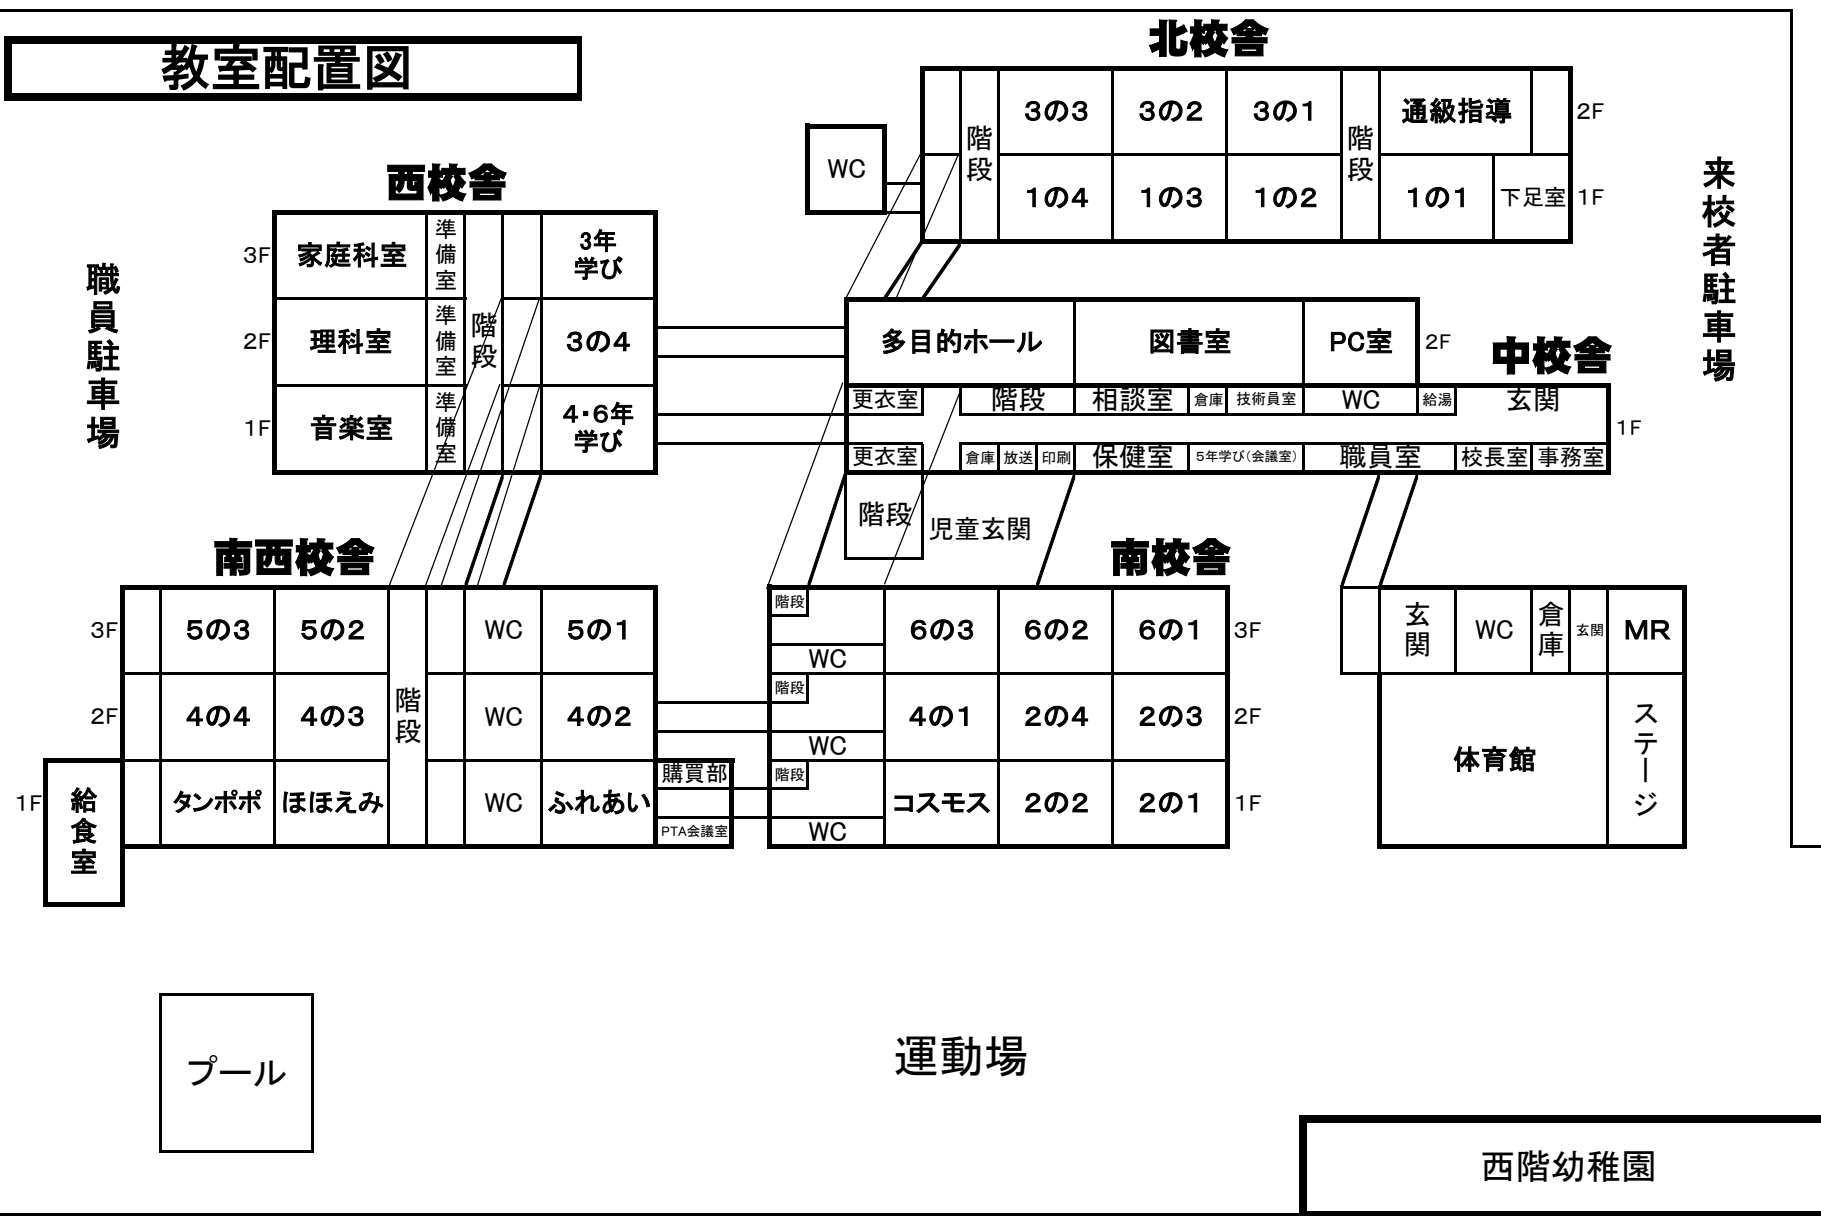 教室配置図
北校舎
3の3 3の2 3の1 通級指導 2F
階段 階段
1の4 1の3 1の2 1の1 下足室 1F
WC
来校者駐車場
西校舎
3F 家庭科室 準備室 3年学び
2F 理科室 準備室 階段 3の4
1F 音楽室 準備室 4・6年学び
職員駐車場
中校舎
多目的ホール 図書室 PC室 2F
更衣室 階段 相談室 倉庫 技術員室 WC 給湯 玄関
1F
更衣室 倉庫 放送 印刷 保健室 5年学び(会議室) 職員室 校長室 事務室
階段 児童玄関
南西校舎
3F 5の3 5の2 WC 5の1
2F 4の4 4の3 階段 WC 4の2
1F 給食室 タンポポ ほほえみ WC ふれあい 購買部
PTA会議室
南校舎
階段 6の3 6の2 6の1 3F
WC
階段 4の1 2の4 2の3 2F
WC
階段 コスモス 2の2 2の1 1F
WC
玄関 WC 倉庫 玄関 MR
体育館 ステージ
プール
運動場
西階幼稚園